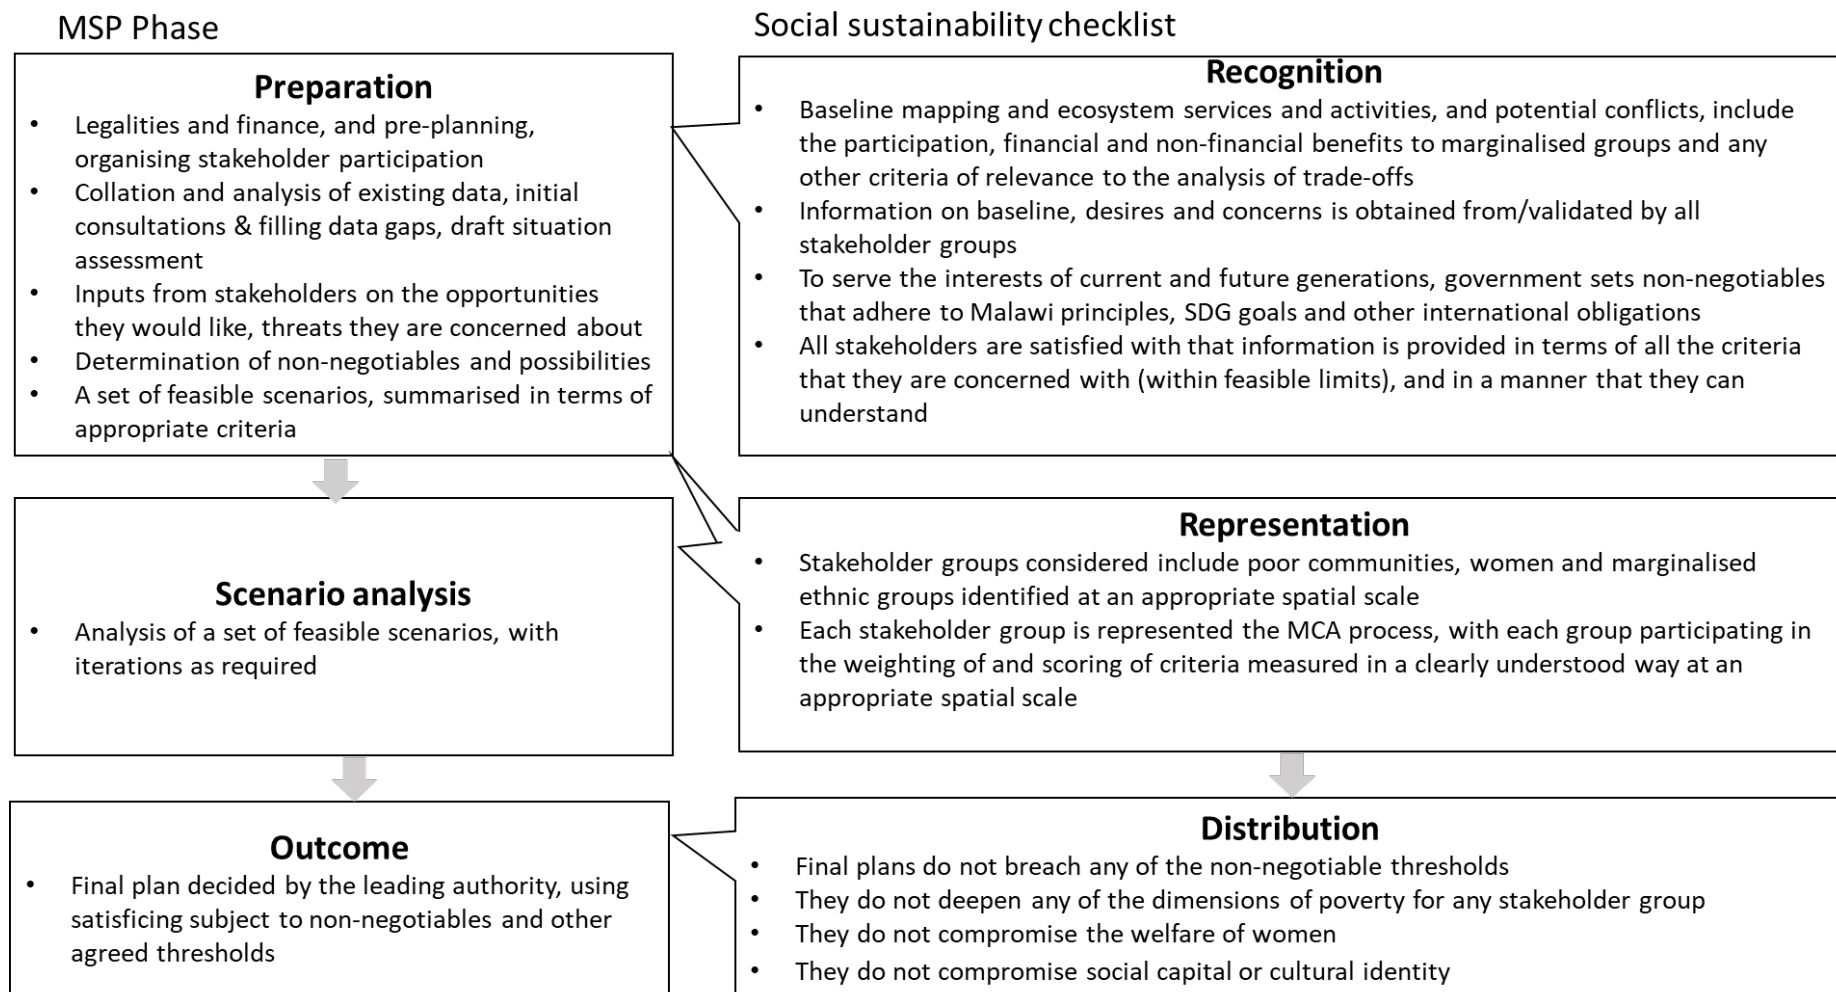 MSP Phase
Preparation
• Legalities and finance, and pre-planning,
organising stakeholder participation
• Collation and analysis of existing data, initial
consultations & filling data gaps, draft situation
assessment
• Inputs from stakeholders on the opportunities
they would like, threats they are concerned about
• Determination of non-negotiables and possibilities
• A set of feasible scenarios, summarised in terms of
appropriate criteria
Scenario analysis
• Analysis of a set of feasible scenarios, with
iterations as required
Outcome
• Final plan decided by the leading authority, using
satisficing subject to non-negotiables and other
agreed thresholds
Social sustainability checklist
Recognition
• Baseline mapping and ecosystem services and activities, and potential conflicts, include
the participation, financial and non-financial benefits to marginalised groups and any
other criteria of relevance to the analysis of trade-offs
• Information on baseline, desires and concerns is obtained from/validated by all
stakeholder groups
• To serve the interests of current and future generations, government sets non-negotiables
that adhere to Malawi principles, SDG goals and other international obligations
• All stakeholders are satisfied with that information is provided in terms of all the criteria
that they are concerned with (within feasible limits), and in a manner that they can
understand
Representation
• Stakeholder groups considered include poor communities, women and marginalised
ethnic groups identified at an appropriate spatial scale
• Each stakeholder group is represented the MCA process, with each group participating in
the weighting of and scoring of criteria measured in a clearly understood way at an
appropriate spatial scale
Distribution
• Final plans do not breach any of the non-negotiable thresholds
• They do not deepen any of the dimensions of poverty for any stakeholder group
• They do not compromise the welfare of women
• They do not compromise social capital or cultural identity